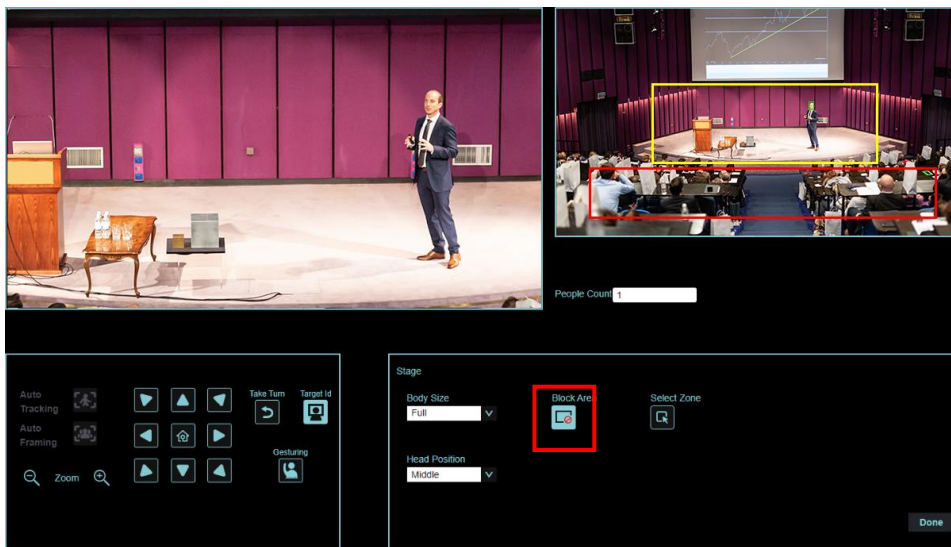 People Count 1
Auto
Tracking
Auto
Framing
Zoom
Take Turn
Target Id
Gesturing
Stage
Body Size
Full
Block Are
Select Zone
Head Position
Middle
Done